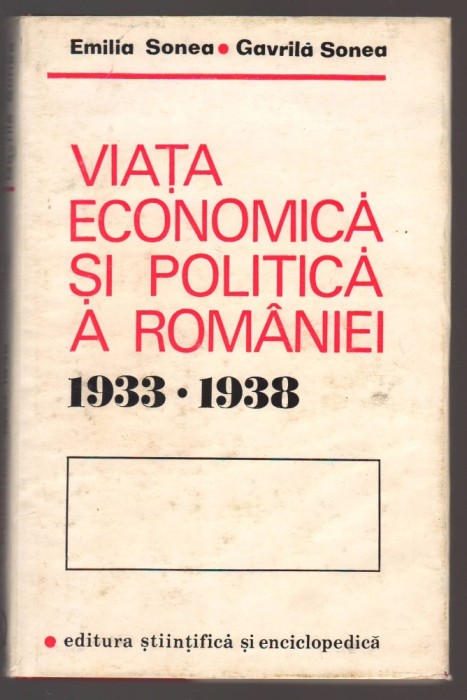 Emilia Sonea • Gavrilă Sonea
VIAȚA
ECONOMICĂ
ȘI POLITICĂ
A ROMÂNIEI
1933 • 1938
• editura științifică și enciclopedică